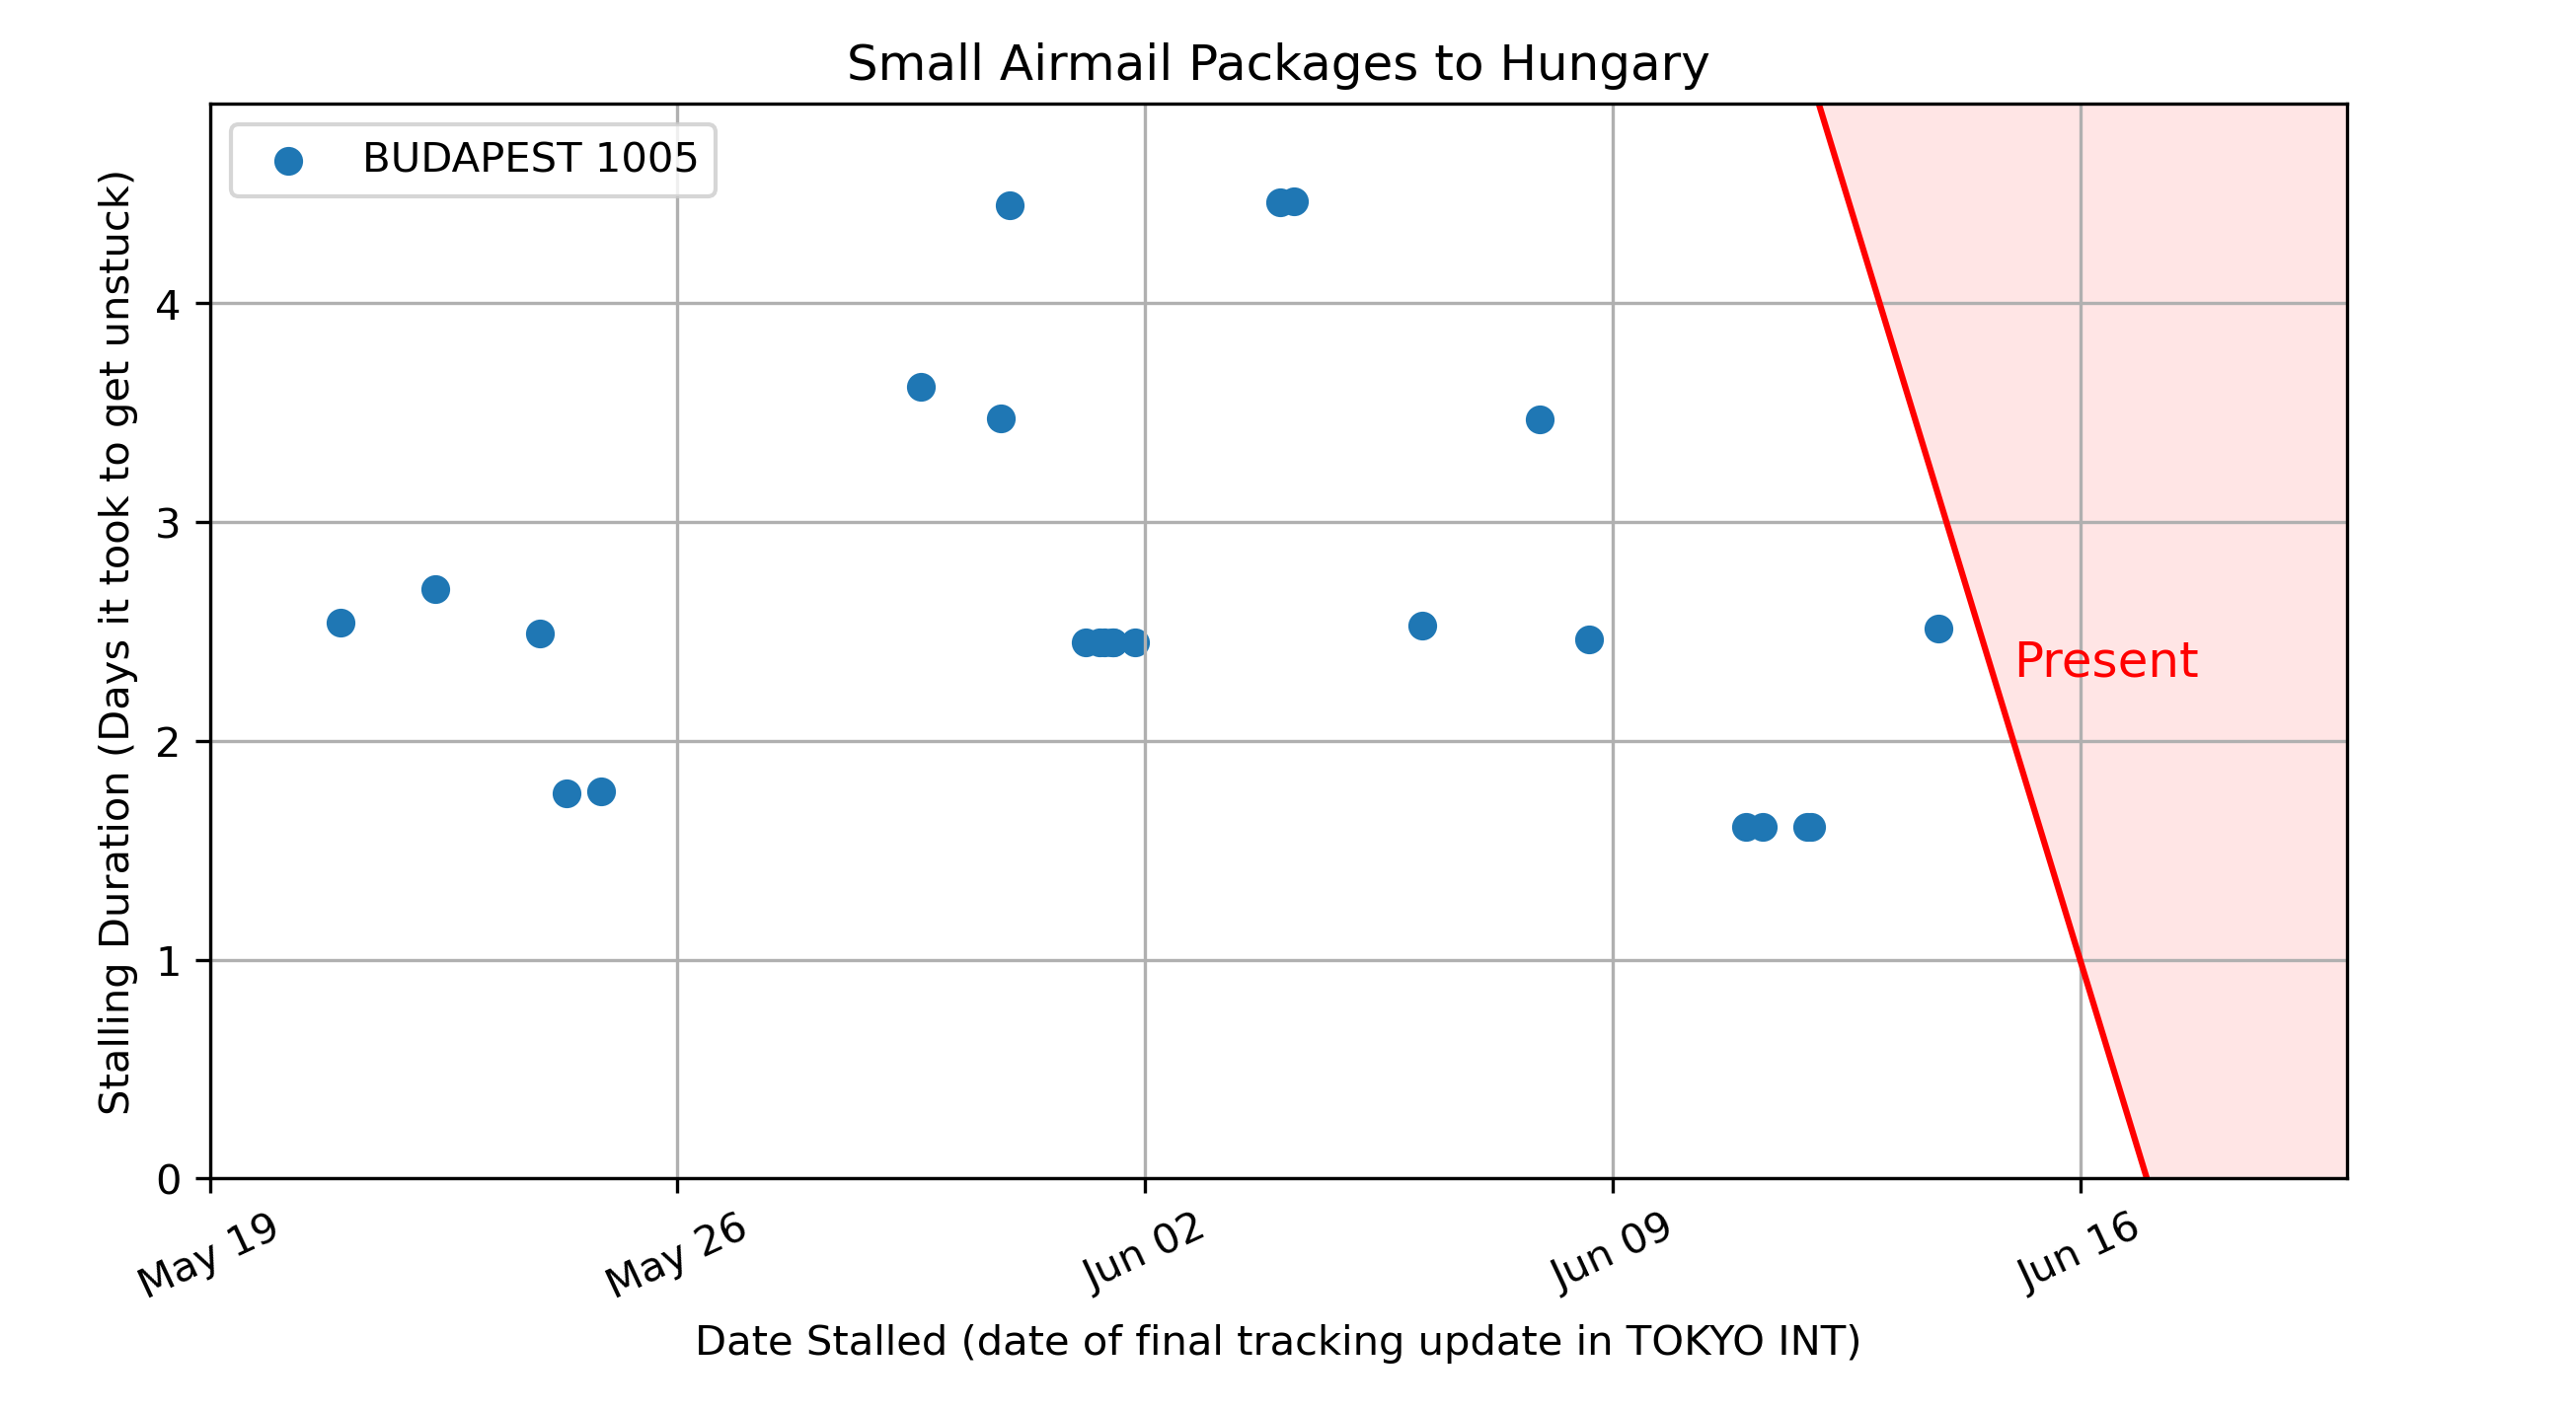 Small Airmail Packages to Hungary
BUDAPEST 1005
Stalling Duration (Days it took to get unstuck)
4
3
2
1
0
Present
May 19
May 26
Jun 02
Jun 09
Jun 16
Date Stalled (date of final tracking update in TOKYO INT)